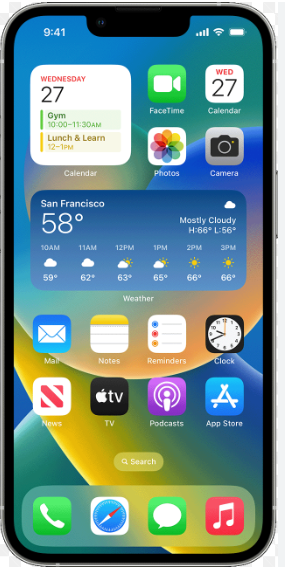 9:41
WEDNESDAY
27
Gym
10:00–11:30AM
Lunch & Learn
12–1PM
Calendar
FaceTime
WED
27
Calendar
Photos
Camera
San Francisco
58°
Mostly Cloudy
H:66° L:56°
10AM 11AM 12PM 1PM 2PM 3PM
59° 62° 63° 65° 66° 66°
Weather
Mail Notes Reminders Clock
tv
News TV Podcasts App Store
Search